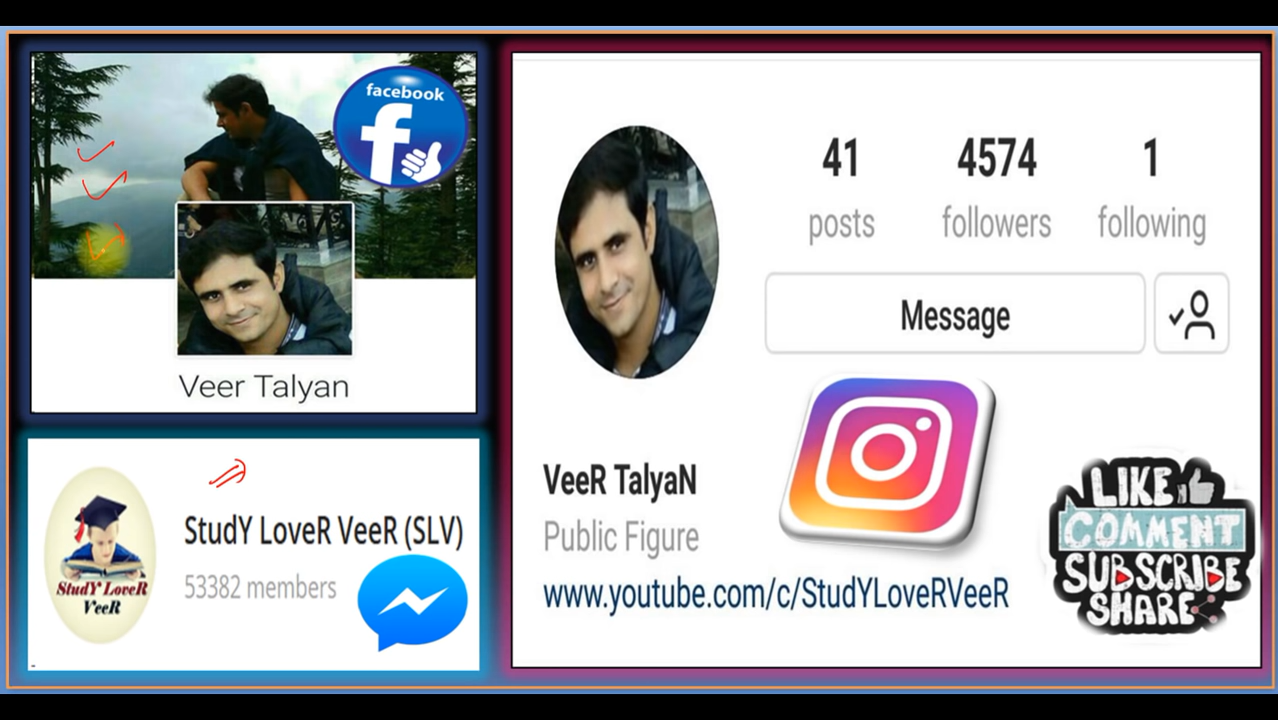 facebook
Veer Talyan
StudY LoveR VeeR (SLV)
53382 members
StudY LoveR
VeeR
41
4574
1
posts
followers
following
Message
VeeR TalyaN
Public Figure
www.youtube.com/c/StudYLoveRVeeR
LIKE
COMMENT
SUBSCRIBE
SHARE